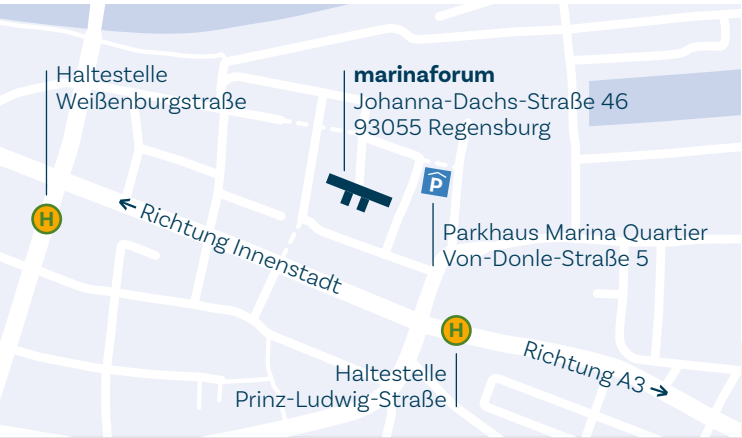 Haltestelle
Weißenburgstraße
marinaforum
Johanna-Dachs-Straße 46
93055 Regensburg
P
H
← Richtung Innenstadt
Parkhaus Marina Quartier
Von-Donle-Straße 5
H
Richtung A3 →
Haltestelle
Prinz-Ludwig-Straße